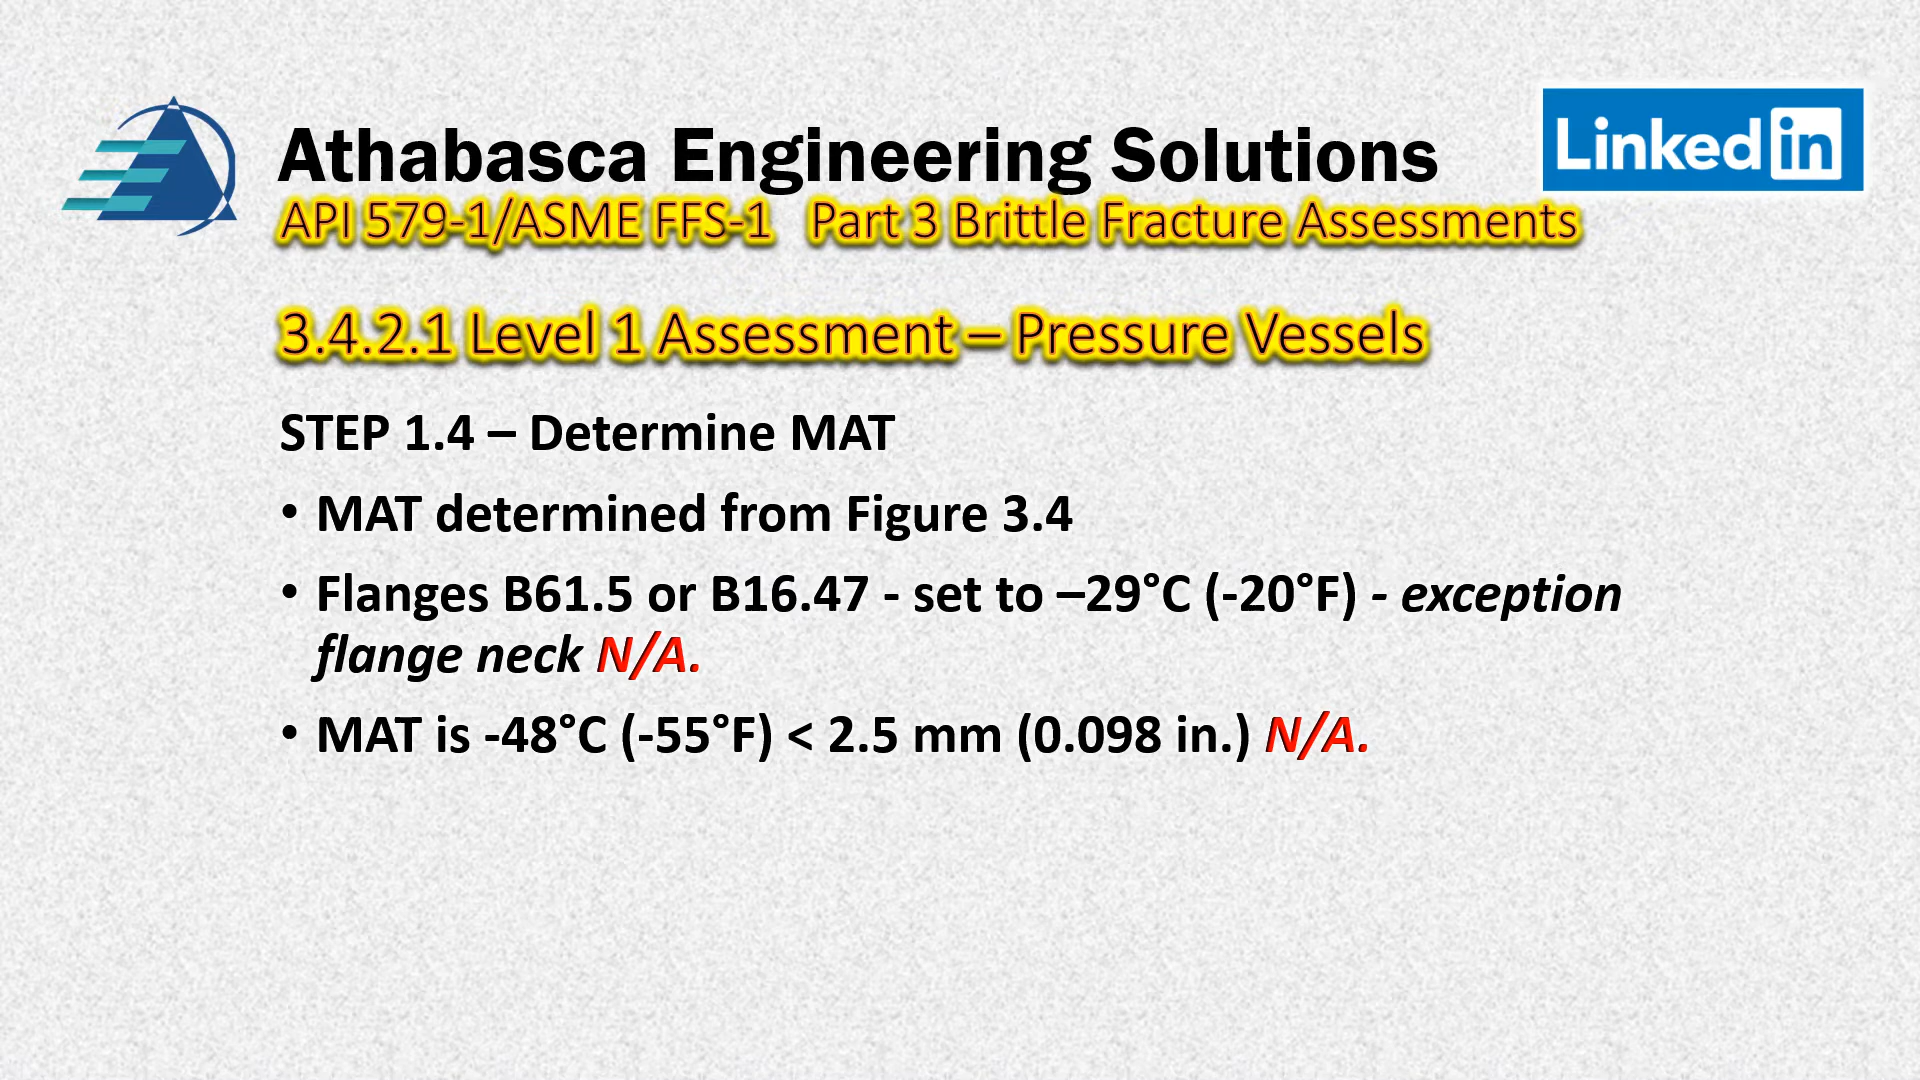 Athabasca Engineering Solutions
Linked in
API 579-1/ASME FFS-1 Part 3 Brittle Fracture Assessments
3.4.2.1 Level 1 Assessment – Pressure Vessels
STEP 1.4 – Determine MAT
• MAT determined from Figure 3.4
• Flanges B61.5 or B16.47 - set to –29°C (-20°F) - exception
flange neck N/A.
• MAT is -48°C (-55°F) < 2.5 mm (0.098 in.) N/A.